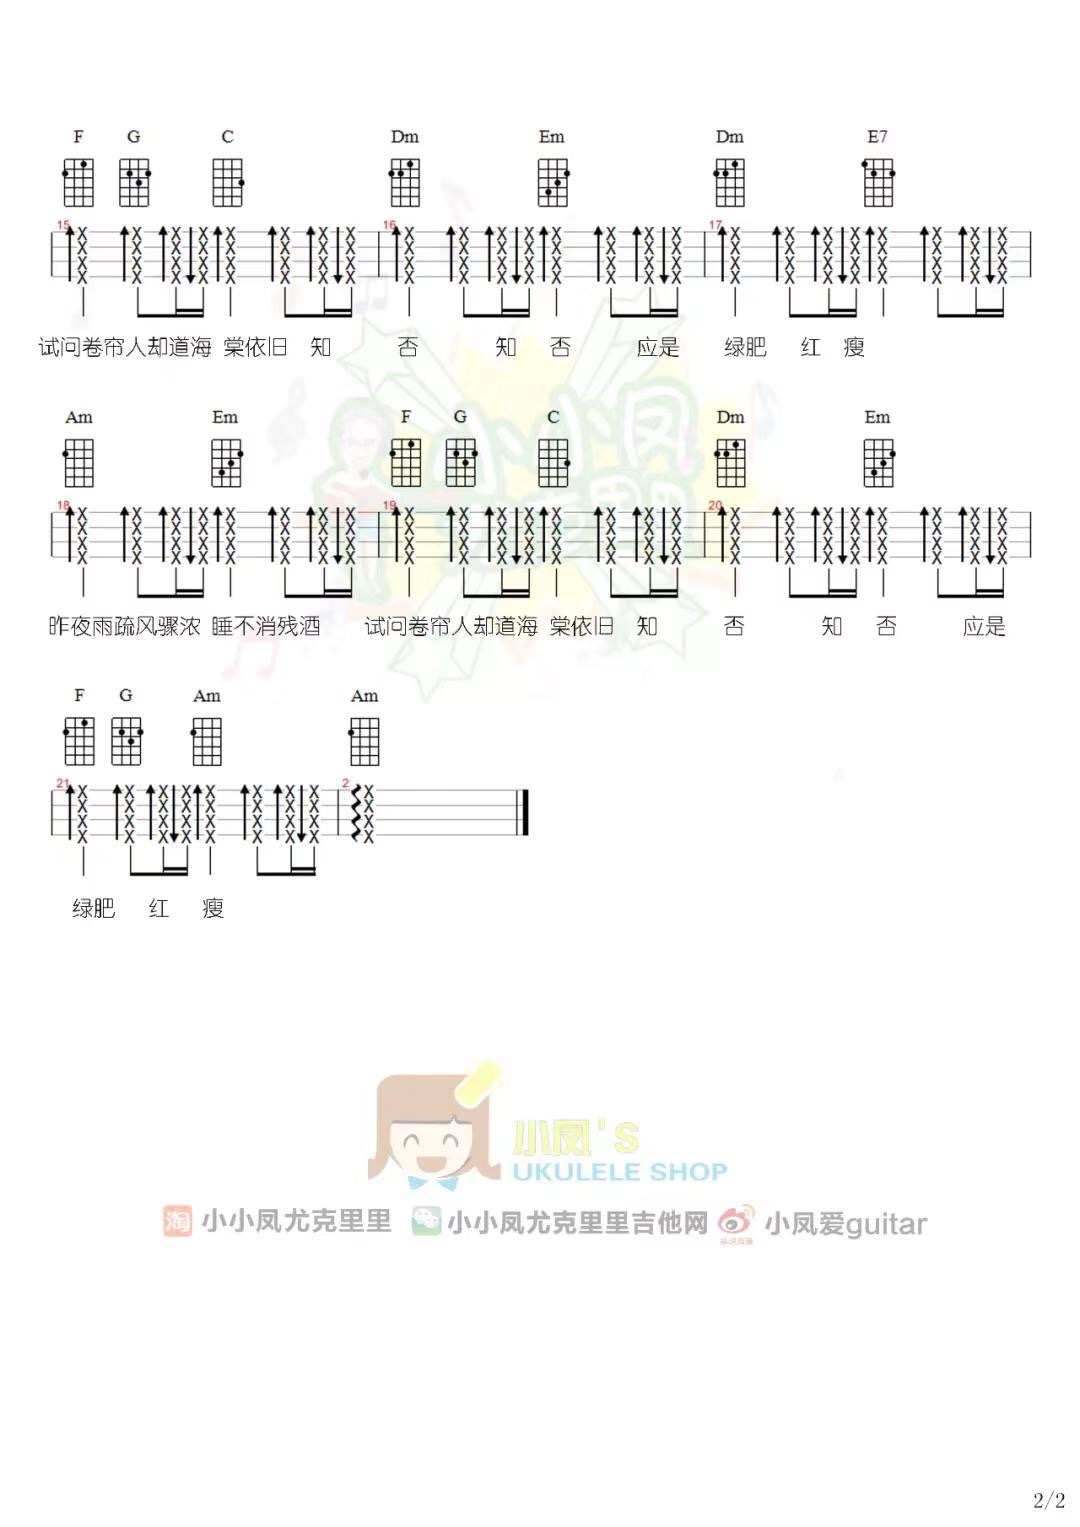 F G C Dm Em Dm E7
15 16 17
试问卷帘人却道海 棠依旧 知 否 知 否 应是 绿肥 红 瘦
Am Em F G C Dm Em
18 19 20
昨夜雨疏风骤浓 睡不消残酒 试问卷帘人却道海 棠依旧 知 否 知 否 应是
F G Am Am
21 2
绿肥 红 瘦
小小凤
小凤's
UKULELE SHOP
淘 小小凤尤克里里 小小凤尤克里里吉他网 小凤爱guitar
2/2